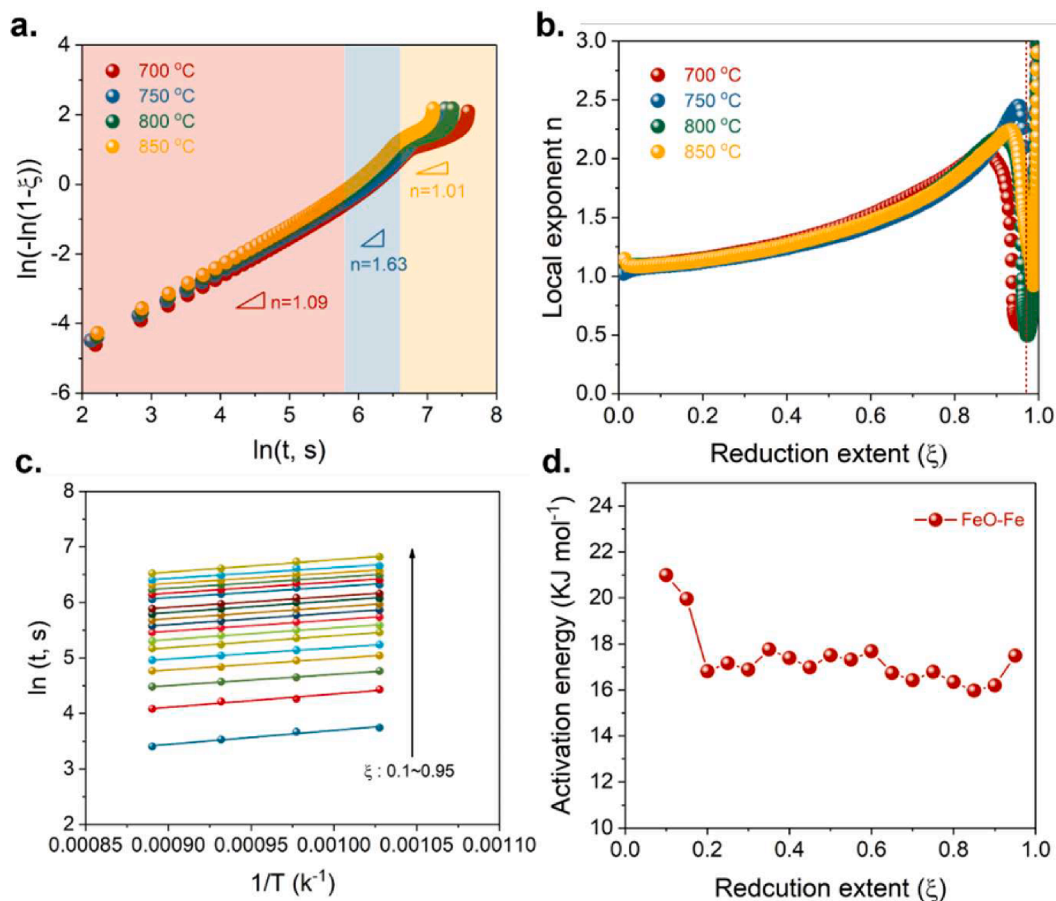 a.
4
2
0
-2
-4
-6
ln(-ln(1-ξ))
700 °C
750 °C
800 °C
850 °C
n=1.01
n=1.63
n=1.09
2 3 4 5 6 7 8
ln(t, s)
b.
3.0
2.5
2.0
1.5
1.0
0.5
0.0
Local exponent n
700 °C
750 °C
800 °C
850 °C
0.0 0.2 0.4 0.6 0.8 1.0
Reduction extent (ξ)
c.
8
7
6
5
4
3
2
ln (t, s)
ξ : 0.1~0.95
0.00085 0.00090 0.00095 0.00100 0.00105 0.00110
1/T (k⁻¹)
d.
24
22
20
18
16
14
12
10
Activation energy (KJ mol⁻¹)
FeO-Fe
0.0 0.2 0.4 0.6 0.8 1.0
Redcution extent (ξ)